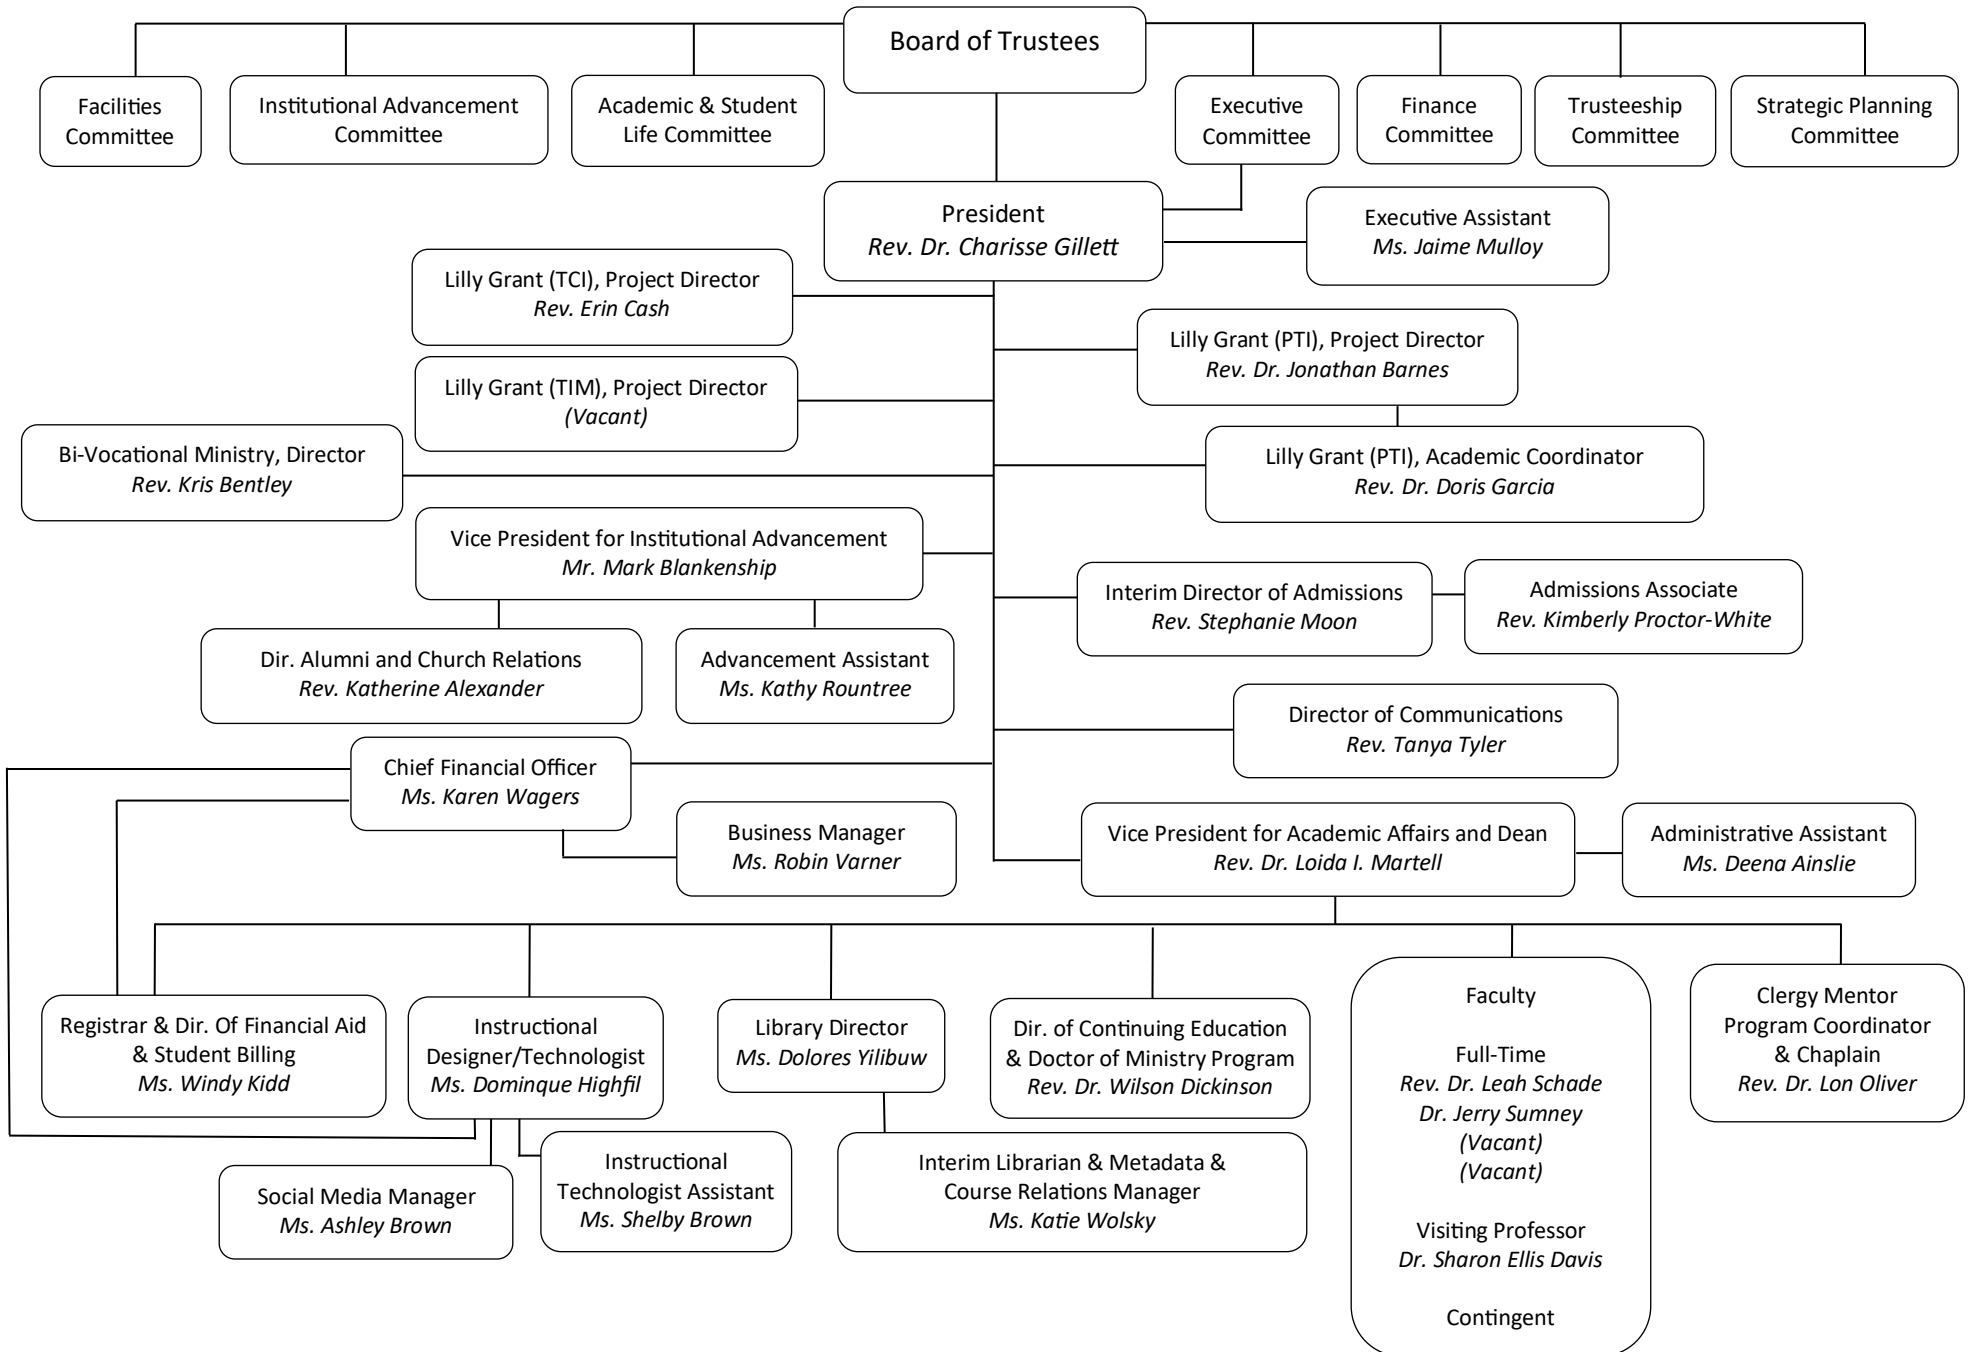 Board of Trustees
Facilities
Committee
Institutional Advancement
Committee
Academic & Student
Life Committee
Executive
Committee
Finance
Committee
Trusteeship
Committee
Strategic Planning
Committee
President
Rev. Dr. Charisse Gillett
Executive Assistant
Ms. Jaime Mulloy
Lilly Grant (TCI), Project Director
Rev. Erin Cash
Lilly Grant (PTI), Project Director
Rev. Dr. Jonathan Barnes
Lilly Grant (TIM), Project Director
(Vacant)
Bi-Vocational Ministry, Director
Rev. Kris Bentley
Lilly Grant (PTI), Academic Coordinator
Rev. Dr. Doris Garcia
Vice President for Institutional Advancement
Mr. Mark Blankenship
Interim Director of Admissions
Rev. Stephanie Moon
Admissions Associate
Rev. Kimberly Proctor-White
Dir. Alumni and Church Relations
Rev. Katherine Alexander
Advancement Assistant
Ms. Kathy Rountree
Director of Communications
Rev. Tanya Tyler
Chief Financial Officer
Ms. Karen Wagers
Business Manager
Ms. Robin Varner
Vice President for Academic Affairs and Dean
Rev. Dr. Loida I. Martell
Administrative Assistant
Ms. Deena Ainslie
Registrar & Dir. Of Financial Aid
& Student Billing
Ms. Windy Kidd
Instructional
Designer/Technologist
Ms. Dominque Highfil
Library Director
Ms. Dolores Yilibuw
Dir. of Continuing Education
& Doctor of Ministry Program
Rev. Dr. Wilson Dickinson
Faculty
Full-Time
Rev. Dr. Leah Schade
Dr. Jerry Sumney
(Vacant)
(Vacant)
Visiting Professor
Dr. Sharon Ellis Davis
Contingent
Clergy Mentor
Program Coordinator
& Chaplain
Rev. Dr. Lon Oliver
Social Media Manager
Ms. Ashley Brown
Instructional
Technologist Assistant
Ms. Shelby Brown
Interim Librarian & Metadata &
Course Relations Manager
Ms. Katie Wolsky